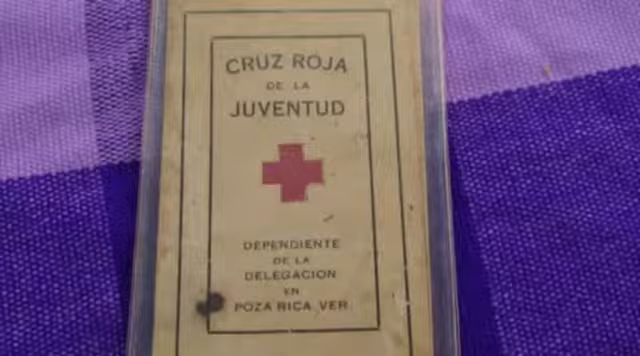 CRUZ ROJA
DE LA
JUVENTUD
DEPENDIENTE
DE LA
DELEGACION
EN
POZA RICA, VER.